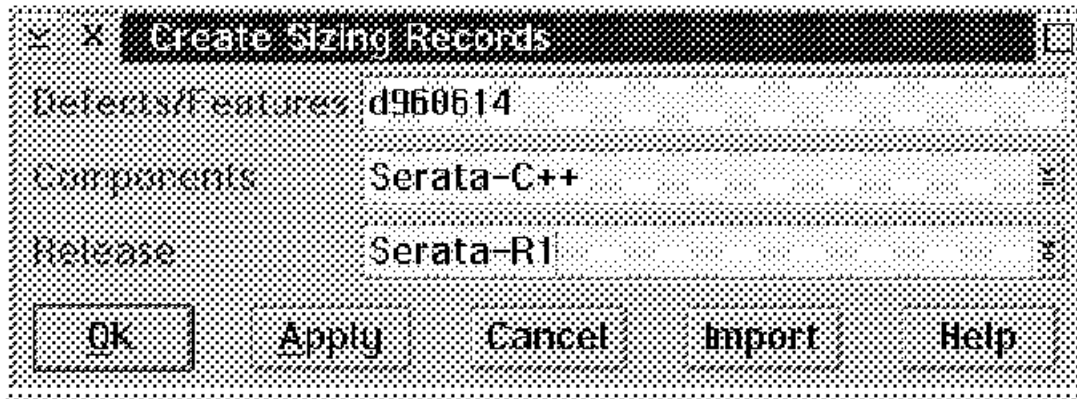 Create Sizing Records
Defects/Features d960614
Components Serata-C++
Release Serata-R1
OK Apply Cancel Import Help